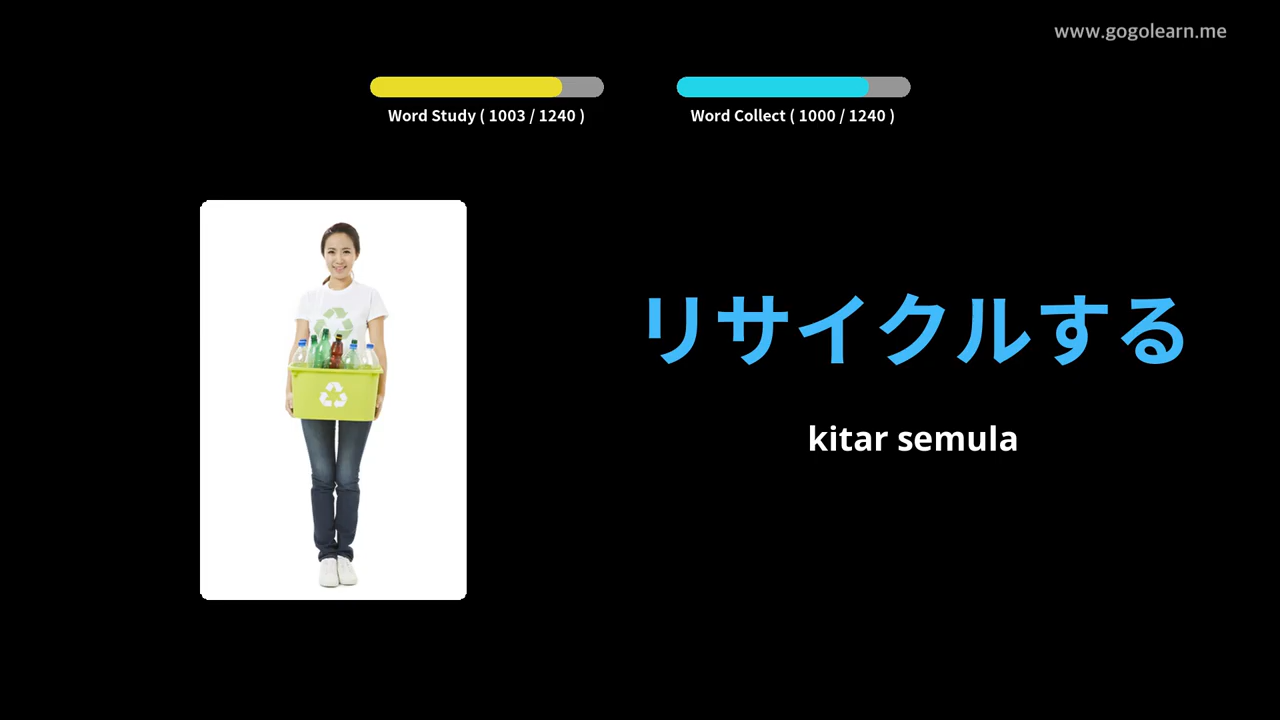 www.gogolearn.me
Word Study ( 1003 / 1240 )
Word Collect ( 1000 / 1240 )
リサイクルする
kitar semula